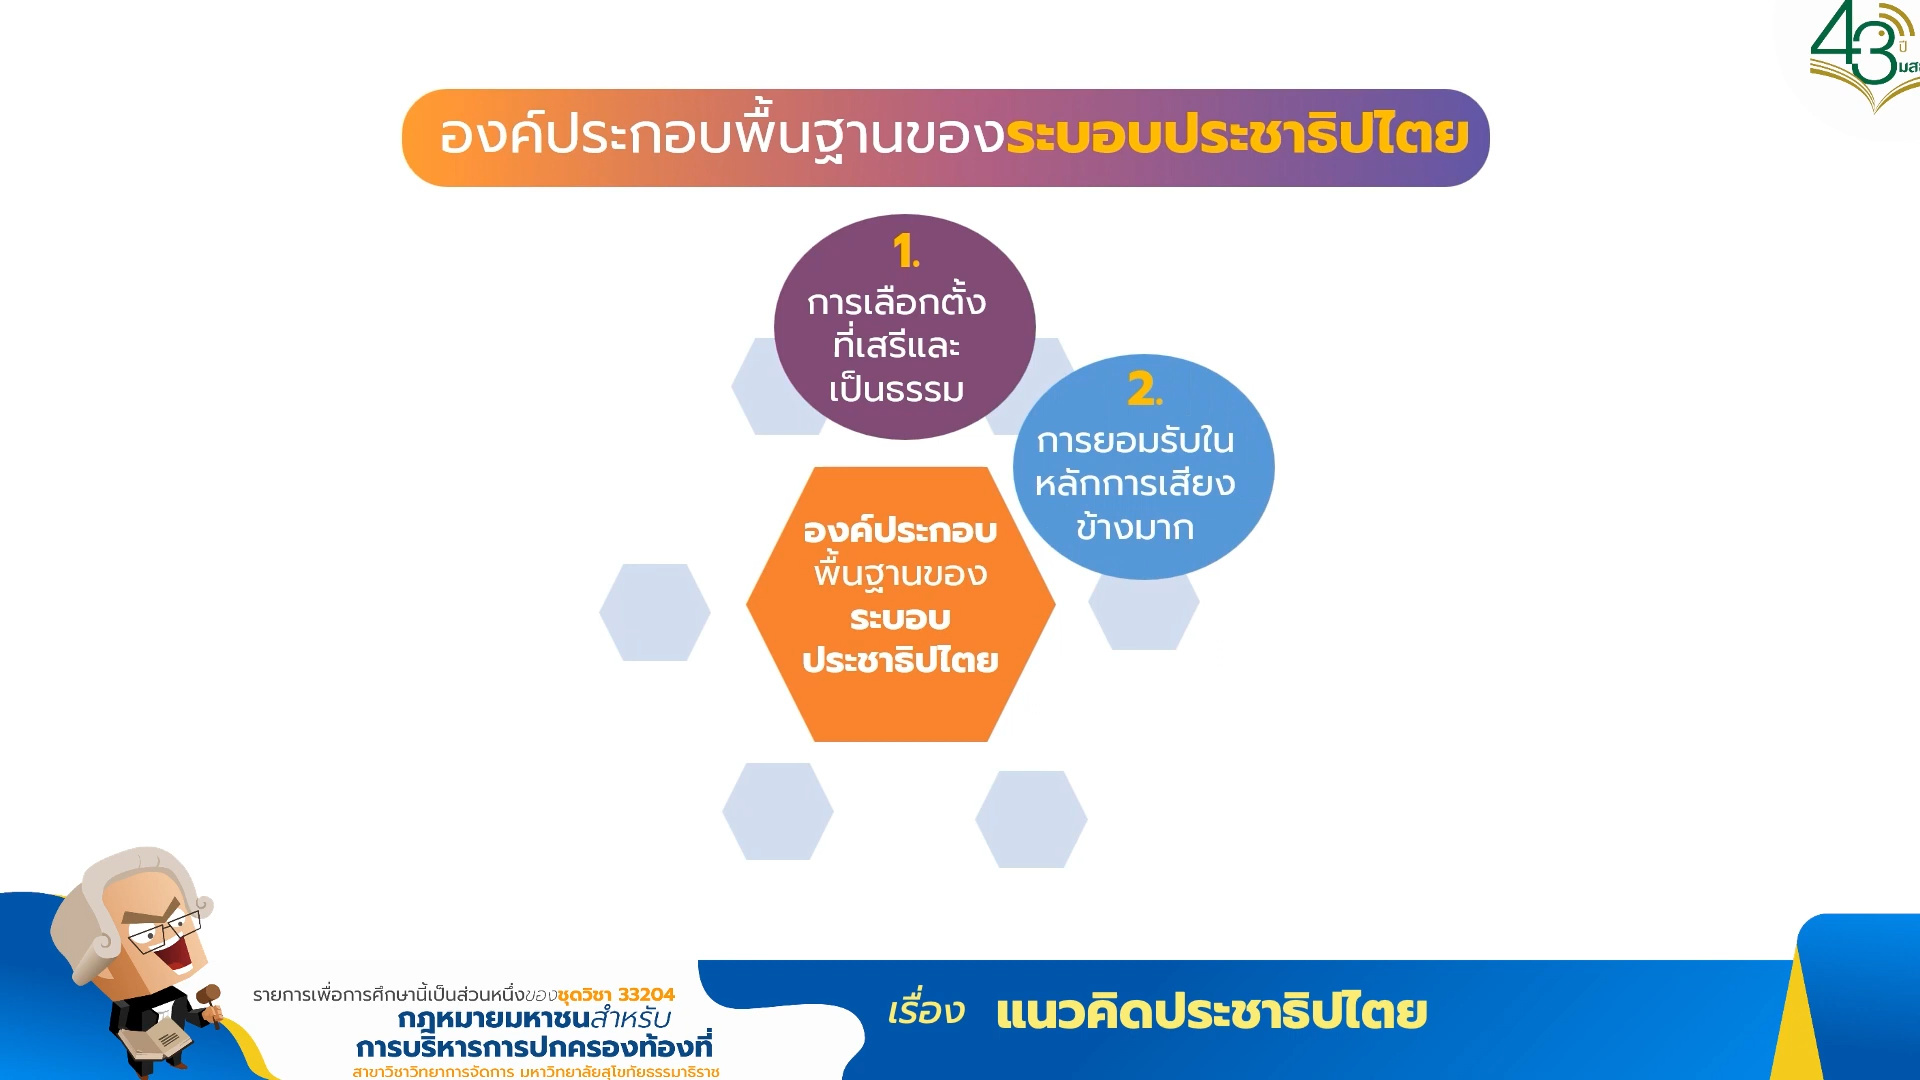 43
ปี
องค์ประกอบพื้นฐานของระบอบประชาธิปไตย
1.
การเลือกตั้ง
ที่เสรีและ
เป็นธรรม
2.
การยอมรับใน
หลักการเสียง
ข้างมาก
องค์ประกอบ
พื้นฐานของ
ระบอบ
ประชาธิปไตย
รายการเพื่อการศึกษานี้เป็นส่วนหนึ่งของชุดวิชา 33204
กฎหมายมหาชนสำหรับ
การบริหารการปกครองท้องที่
สาขาวิชาวิทยาการจัดการ มหาวิทยาลัยสุโขทัยธรรมาธิราช
เรื่อง แนวคิดประชาธิปไตย